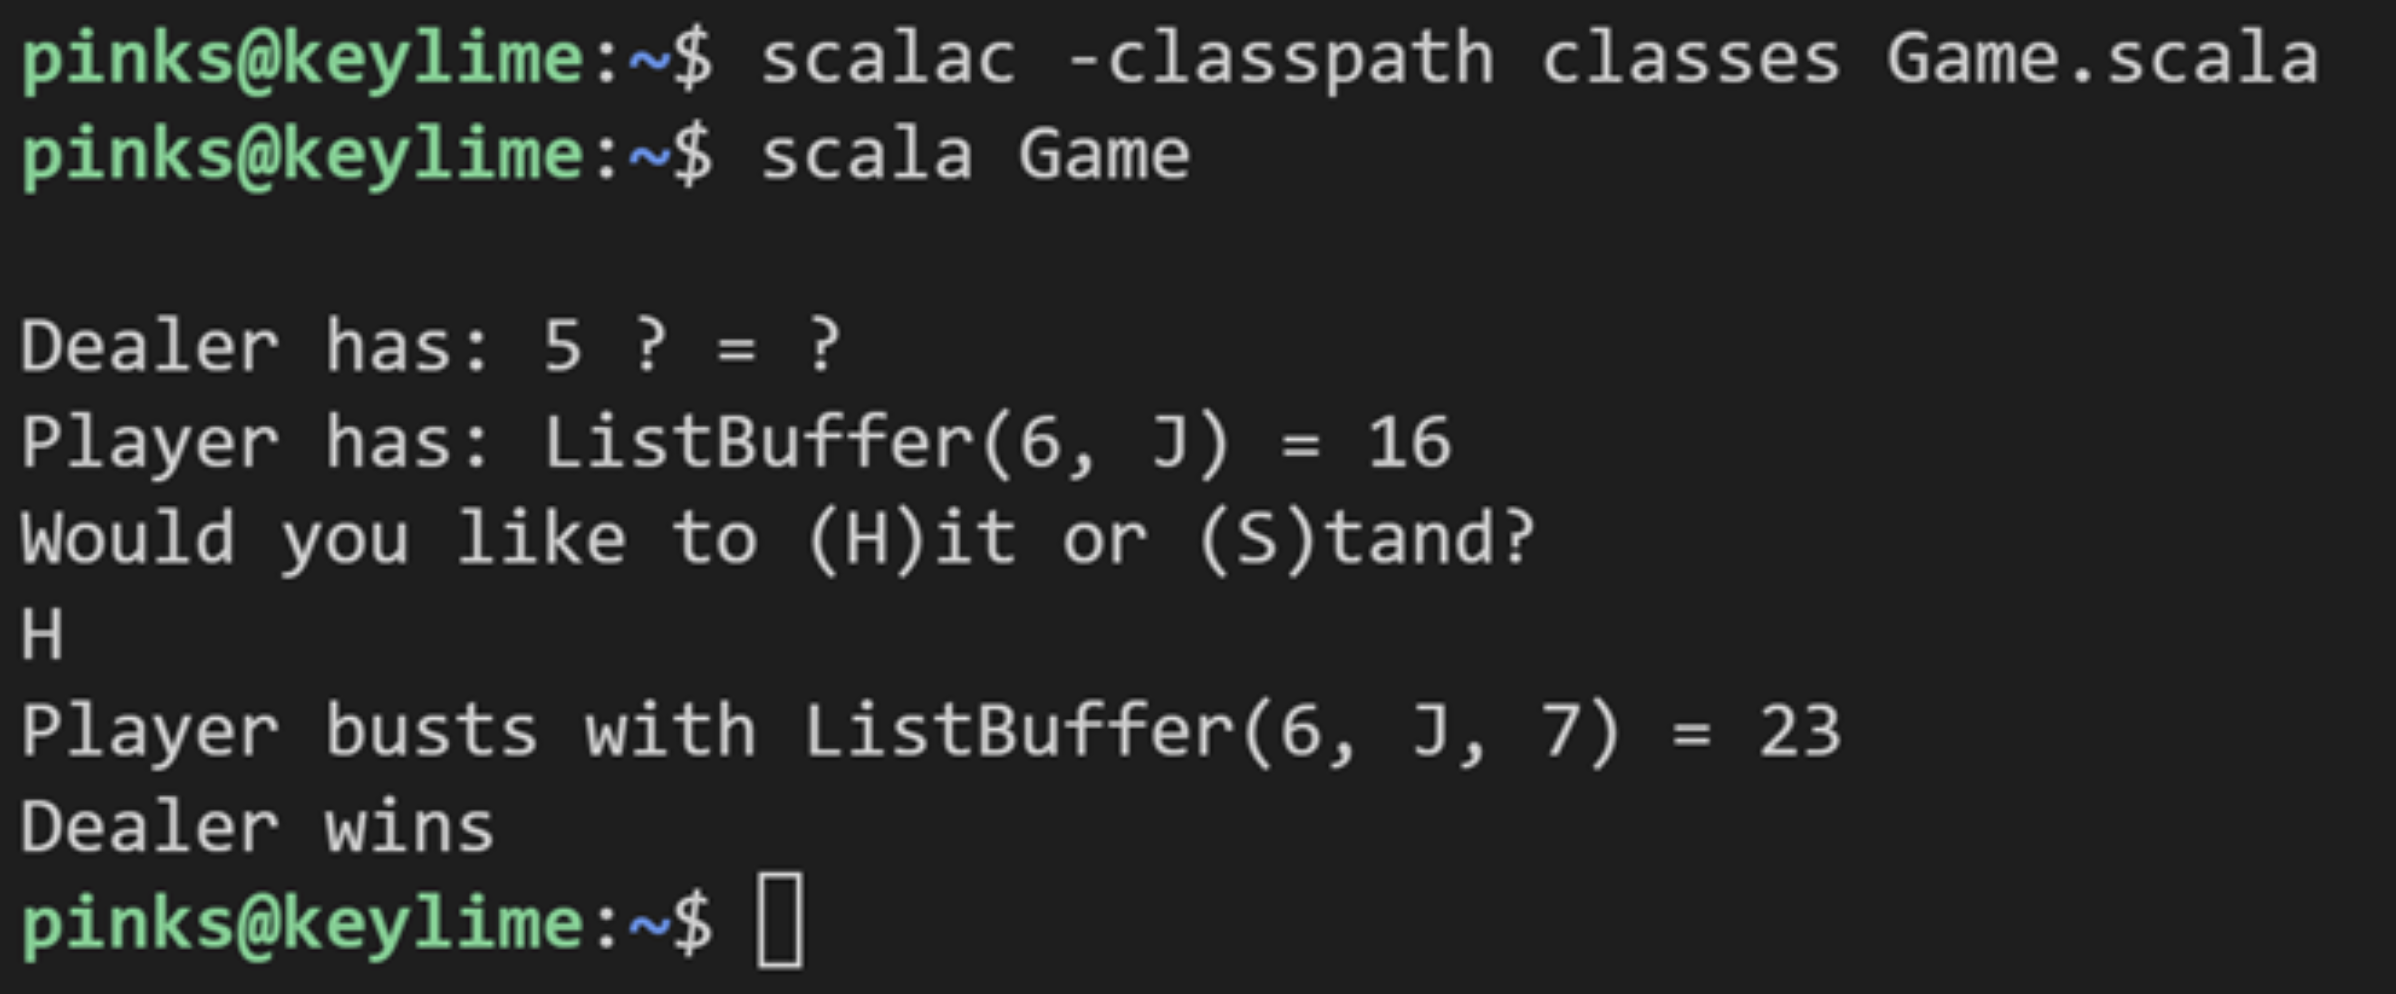 pinks@keylime:~$ scalac -classpath classes Game.scala
pinks@keylime:~$ scala Game
Dealer has: 5 ? = ?
Player has: ListBuffer(6, J) = 16
Would you like to (H)it or (S)tand?
H
Player busts with ListBuffer(6, J, 7) = 23
Dealer wins
pinks@keylime:~$